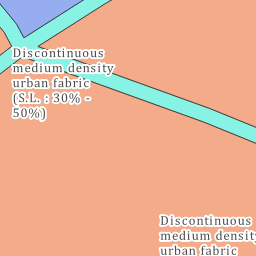 Discontinuous
medium density
urban fabric
(S.L. : 30% -
50%)
Discontinuous
medium density
urban fabric